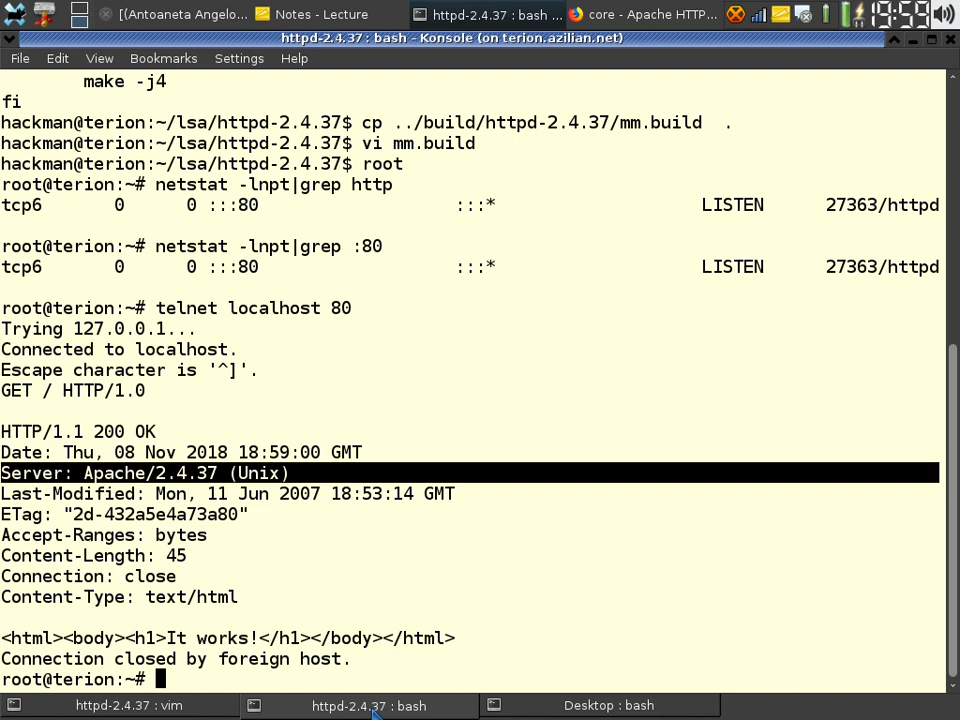 [(Antoaneta Angelo...
Notes - Lecture
httpd-2.4.37 : bash ...
core - Apache HTTP...
httpd-2.4.37 : bash - Konsole (on terion.azilian.net)
File Edit View Bookmarks Settings Help
make -j4
fi
hackman@terion:~/lsa/httpd-2.4.37$ cp ../build/httpd-2.4.37/mm.build  .
hackman@terion:~/lsa/httpd-2.4.37$ vi mm.build
hackman@terion:~/lsa/httpd-2.4.37$ root
root@terion:~# netstat -lnpt|grep http
tcp6       0      0 :::80                   :::*                    LISTEN      27363/httpd
root@terion:~# netstat -lnpt|grep :80
tcp6       0      0 :::80                   :::*                    LISTEN      27363/httpd
root@terion:~# telnet localhost 80
Trying 127.0.0.1...
Connected to localhost.
Escape character is '^]'.
GET / HTTP/1.0
HTTP/1.1 200 OK
Date: Thu, 08 Nov 2018 18:59:00 GMT
Server: Apache/2.4.37 (Unix)
Last-Modified: Mon, 11 Jun 2007 18:53:14 GMT
ETag: "2d-432a5e4a73a80"
Accept-Ranges: bytes
Content-Length: 45
Connection: close
Content-Type: text/html
<html><body><h1>It works!</h1></body></html>
Connection closed by foreign host.
root@terion:~#
httpd-2.4.37 : vim
httpd-2.4.37 : bash
Desktop : bash